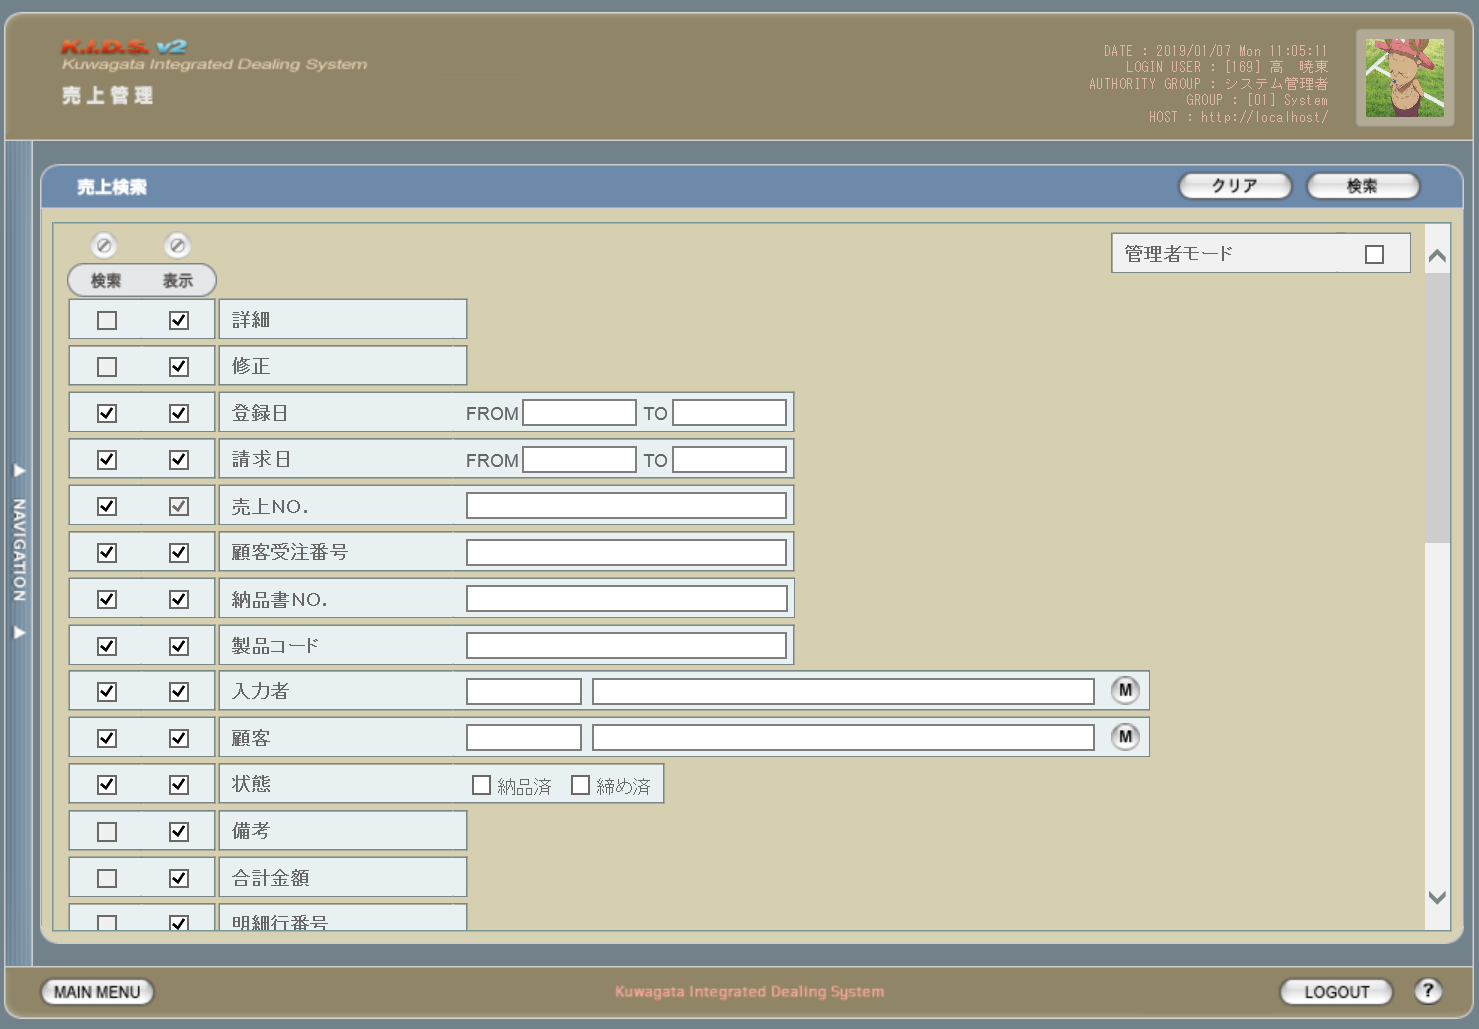 K.I.D.S. v2
Kuwagata Integrated Dealing System
売上管理
DATE : 2019/01/07 Mon 11:05:11
LOGIN USER : [169] 高　暁東
AUTHORITY GROUP : システム管理者
GROUP : [01] System
HOST : http://localhost/
売上検索
クリア
検索
検索 表示
管理者モード
詳細
修正
登録日 FROM TO
請求日 FROM TO
売上NO.
顧客受注番号
納品書NO.
製品コード
入力者 M
顧客 M
状態 納品済 締め済
備考
合計金額
明細行番号
NAVIGATION
MAIN MENU
Kuwagata Integrated Dealing System
LOGOUT
?